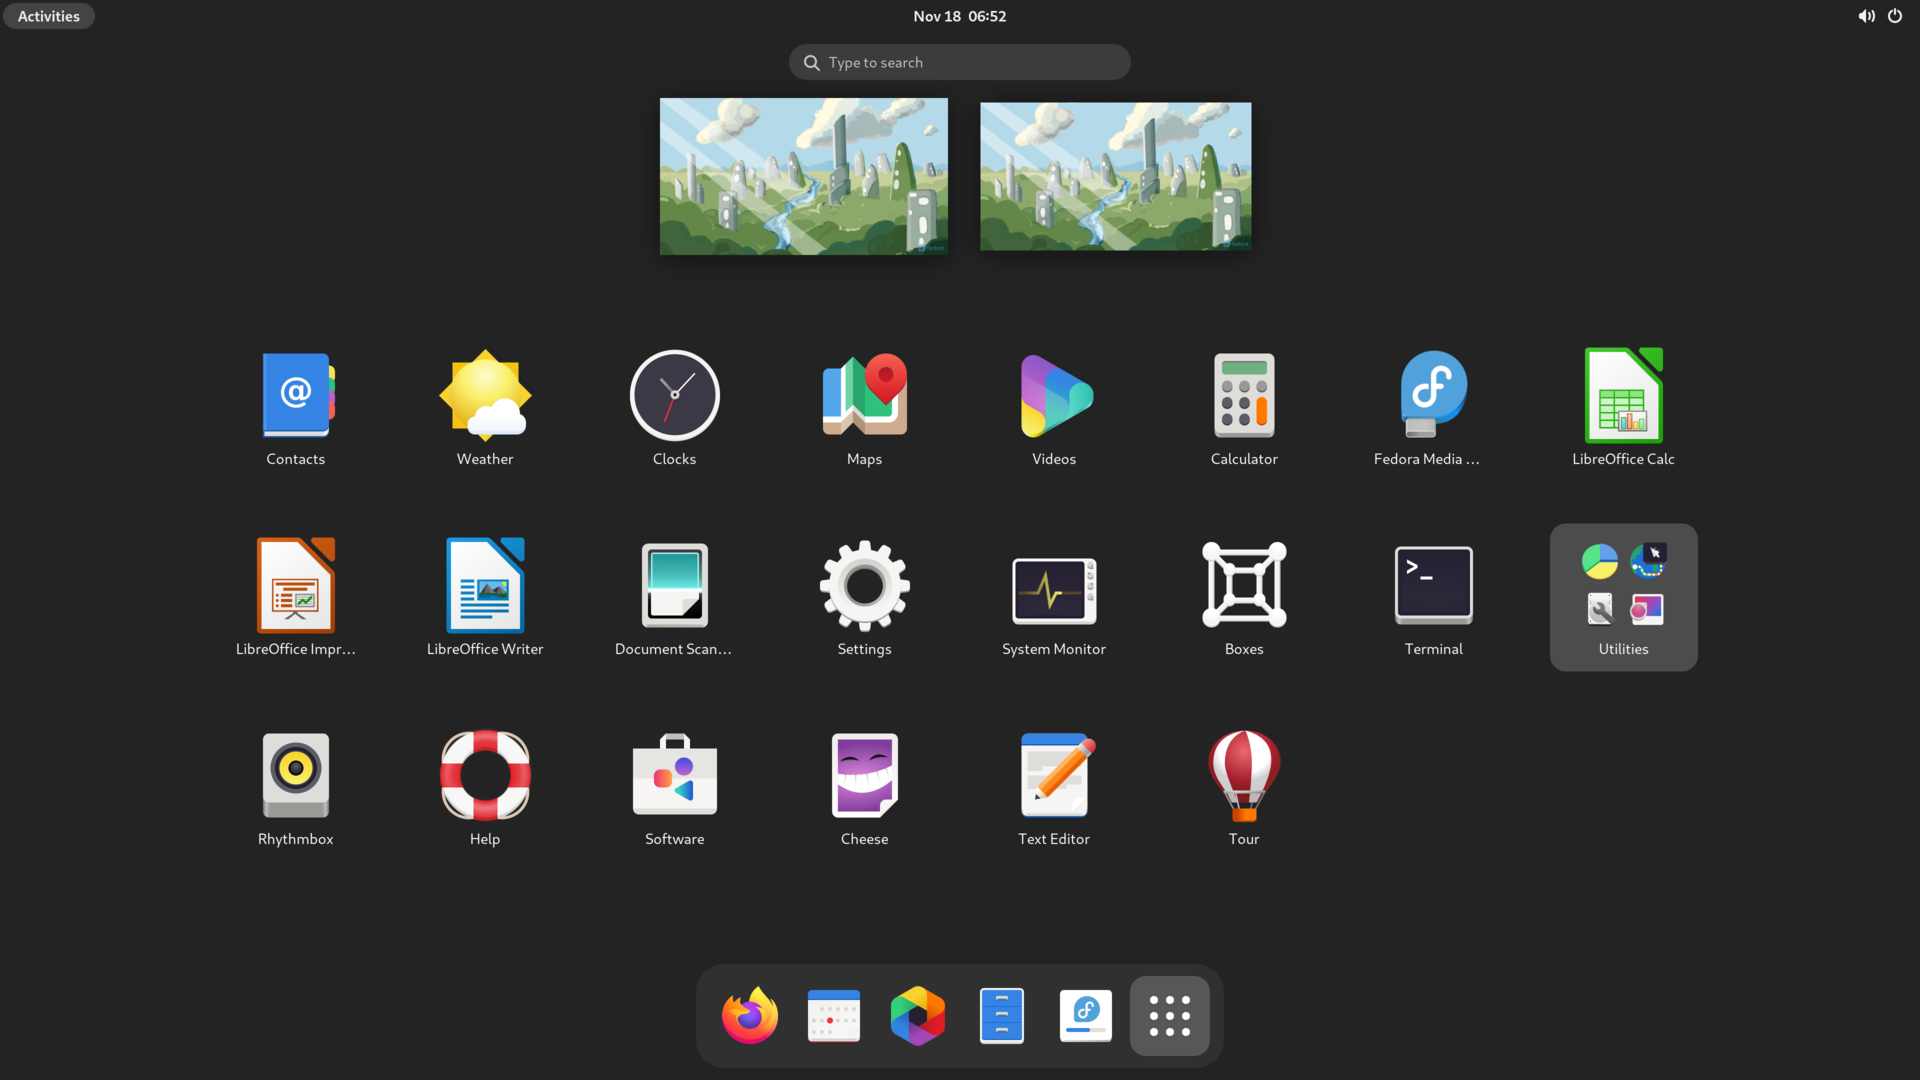 Activities
Nov 18 06:52
Type to search
Contacts
Weather
Clocks
Maps
Videos
Calculator
Fedora Media ...
LibreOffice Calc
LibreOffice Impr...
LibreOffice Writer
Document Scan...
Settings
System Monitor
Boxes
Terminal
Utilities
Rhythmbox
Help
Software
Cheese
Text Editor
Tour